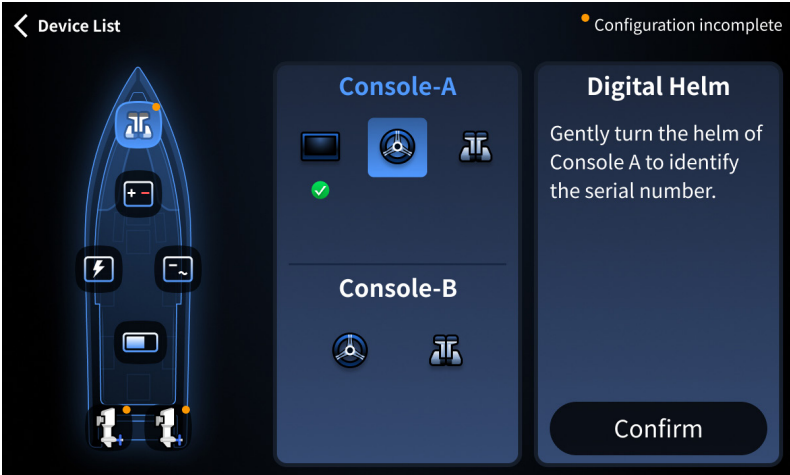 Device List
Configuration incomplete
Console-A
Console-B
Digital Helm
Gently turn the helm of
Console A to identify
the serial number.
Confirm